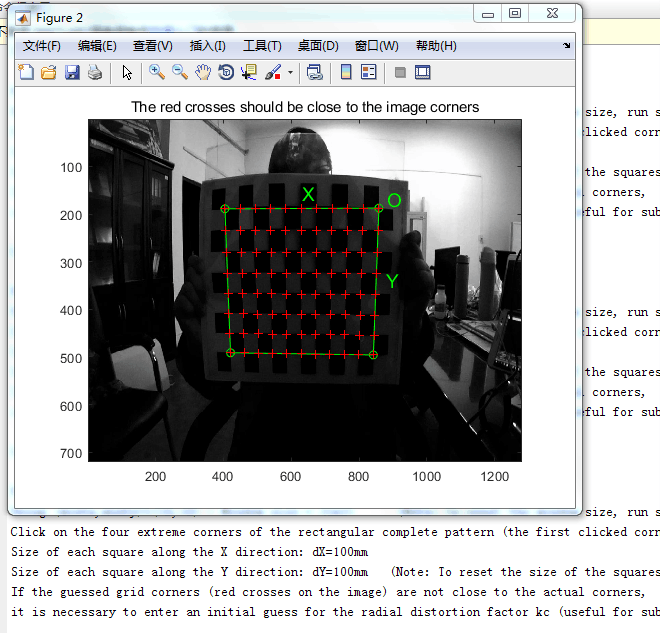 Figure 2
文件(F) 编辑(E) 查看(V) 插入(I) 工具(T) 桌面(D) 窗口(W) 帮助(H)
The red crosses should be close to the image corners
size, run s
clicked corn
the squares
corners,
ful for sub
X
O
Y
100
200
300
400
500
600
700
200 400 600 800 1000 1200
size, run s
clicked corn
the squares
corners,
ful for sub
size, run s
Click on the four extreme corners of the rectangular complete pattern (the first clicked corn
Size of each square along the X direction: dX=100mm
Size of each square along the Y direction: dY=100mm (Note: To reset the size of the squares
If the guessed grid corners (red crosses on the image) are not close to the actual corners,
it is necessary to enter an initial guess for the radial distortion factor kc (useful for sub